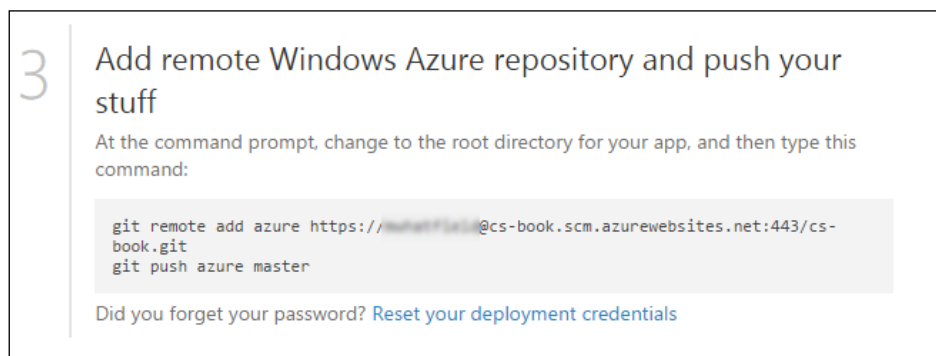 3
Add remote Windows Azure repository and push your
stuff
At the command prompt, change to the root directory for your app, and then type this
command:
git remote add azure https://@cs-book.scm.azurewebsites.net:443/cs-
book.git
git push azure master
Did you forget your password? Reset your deployment credentials